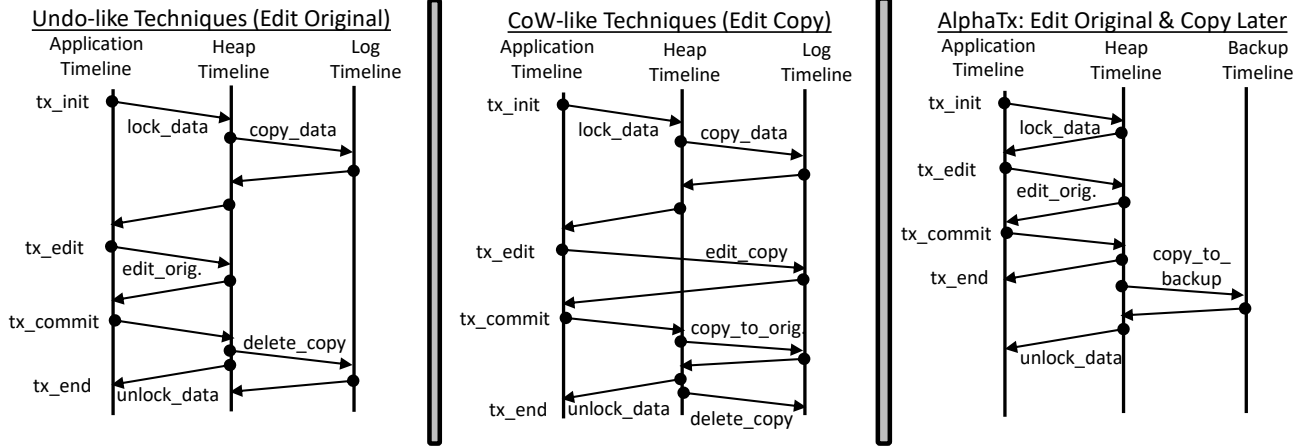 Undo-like Techniques (Edit Original)
Application
Timeline
Heap
Timeline
Log
Timeline
tx_init
lock_data
copy_data
tx_edit
edit_orig.
tx_commit
delete_copy
tx_end
unlock_data
CoW-like Techniques (Edit Copy)
Application
Timeline
Heap
Timeline
Log
Timeline
tx_init
lock_data
copy_data
tx_edit
edit_copy
tx_commit
copy_to_orig.
tx_end
unlock_data
delete_copy
AlphaTx: Edit Original & Copy Later
Application
Timeline
Heap
Timeline
Backup
Timeline
tx_init
lock_data
tx_edit
edit_orig.
tx_commit
copy_to_
backup
tx_end
unlock_data